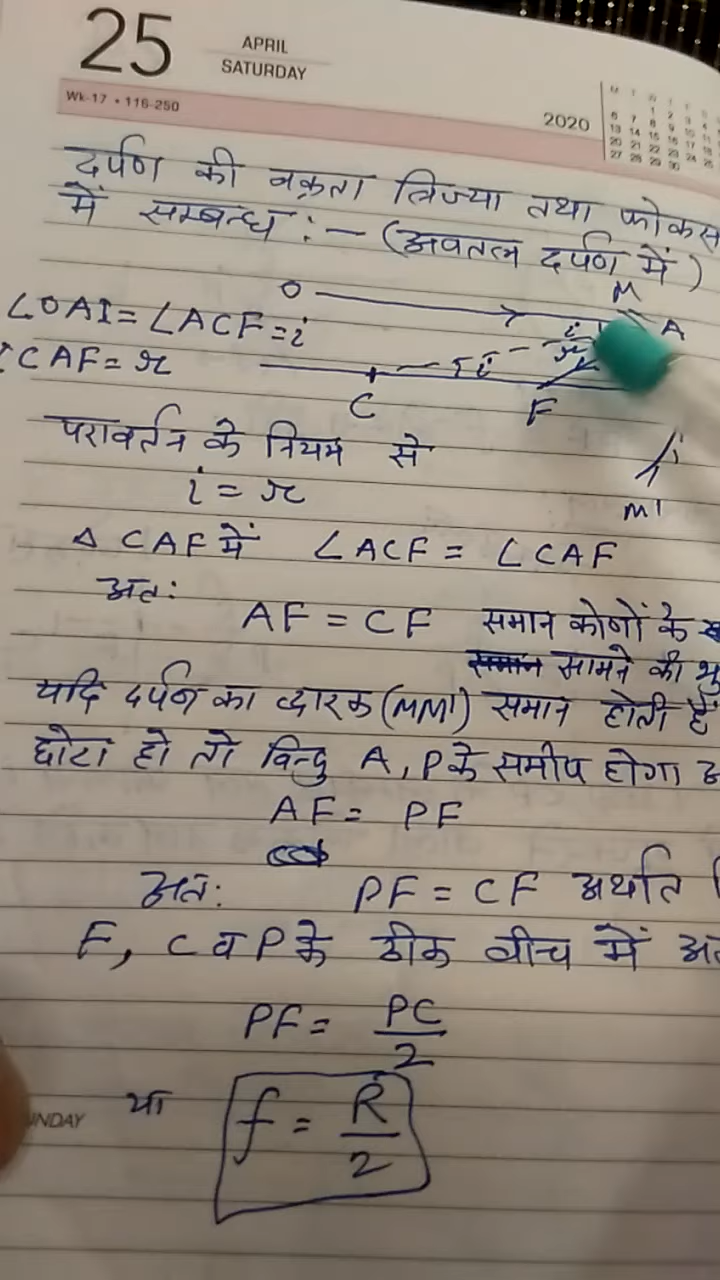 25
APRIL
SATURDAY
Wk-17 • 116-250
2020
दर्पण की वक्रता त्रिज्या तथा फोकस
में सम्बन्ध :- (अवतल दर्पण में)
O
M
A
∠OAI = ∠ACF = i
CAF = r
i
r
i
C
F
M'
परावर्तन के नियम से
i = r
△ CAF में ∠ACF = ∠CAF
अतः
AF = CF समान कोणों के
सामने की
यदि दर्पण का द्वारक (MM') समान होती हैं
छोटा हो तो बिन्दु A, P के समीप होगा
AF = PF
अतः PF = CF अर्थात
F, C व P के ठीक बीच में
PF = PC/2
या f = R/2